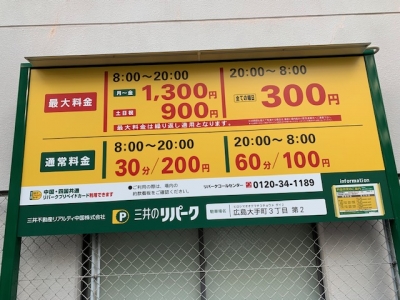 最大料金
8:00～20:00
月～金 1,300円
土日祝 900円
20:00～8:00
全ての曜日 300円
最大料金は繰り返し適用となります。
通常料金
8:00～20:00
30分/200円
20:00～8:00
60分/100円
中国・四国共通
リパークプリペイドカード利用できます
●ご利用の際は、場内の
約款看板をご確認ください。
リパークコールセンター 0120-34-1189
information
三井不動産リアルティ中国株式会社
三井のリパーク
駐車場名 広島大手町3丁目 第2